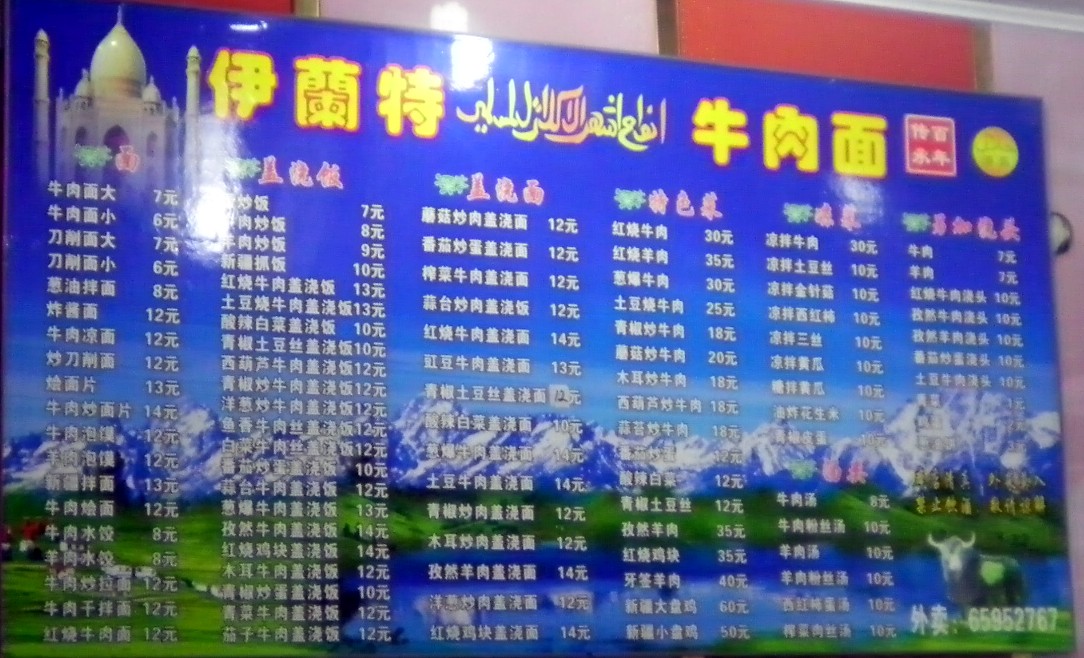 伊蘭特
牛肉面
百年
传承
面
牛肉面大 7元
牛肉面小 6元
刀削面大 7元
刀削面小 6元
葱油拌面 8元
炸酱面 12元
牛肉凉面 12元
炒刀削面 12元
烩面片 13元
牛肉炒面片 14元
牛肉泡馍 12元
羊肉泡馍 12元
新疆拌面 13元
牛肉烩面 12元
牛肉水饺 8元
羊肉水饺 8元
牛肉炒拉面 12元
牛肉干拌面 12元
红烧牛肉面 12元
盖浇饭
炒饭 7元
肉炒饭 8元
羊肉炒饭 9元
新疆抓饭 10元
红烧牛肉盖浇饭 13元
土豆烧牛肉盖浇饭 13元
酸辣白菜盖浇饭 10元
青椒土豆丝盖浇饭 10元
西葫芦牛肉盖浇饭 12元
青椒炒牛肉盖浇饭 12元
洋葱炒牛肉盖浇饭 12元
鱼香牛肉丝盖浇饭 12元
白菜牛肉丝盖浇饭 12元
番茄炒蛋盖浇饭 10元
蒜台牛肉盖浇饭 12元
葱爆牛肉盖浇饭 13元
孜然牛肉盖浇饭 14元
红烧鸡块盖浇饭 14元
木耳牛肉盖浇饭 12元
青椒炒蛋盖浇饭 10元
青菜牛肉盖浇饭 12元
茄子牛肉盖浇饭 12元
盖浇面
蘑菇炒肉盖浇面 12元
番茄炒蛋盖浇面 12元
榨菜牛肉盖浇面 12元
蒜台炒肉盖浇面 12元
红烧牛肉盖浇面 14元
豇豆牛肉盖浇面 13元
青椒土豆丝盖浇面 元
酸辣白菜盖浇面 10元
葱爆牛肉盖浇面 14元
土豆牛肉盖浇面 14元
青椒炒肉盖浇面 12元
木耳炒肉盖浇面 12元
孜然羊肉盖浇面 14元
洋葱炒肉盖浇面 12元
红烧鸡块盖浇面 14元
特色菜
红烧牛肉 30元
红烧羊肉 35元
葱爆牛肉 30元
土豆烧牛肉 25元
青椒炒牛肉 18元
蘑菇炒牛肉 20元
木耳炒牛肉 18元
西葫芦炒牛肉 18元
蒜苔炒牛肉 18元
番茄炒蛋 12元
酸辣白菜 12元
青椒土豆丝 12元
孜然羊肉 35元
红烧鸡块 35元
牙签羊肉 40元
新疆大盘鸡 60元
新疆小盘鸡 50元
凉菜
凉拌牛肉 30元
凉拌土豆丝 10元
凉拌金针菇 10元
凉拌西红柿 10元
凉拌三丝 10元
凉拌黄瓜 10元
糖拌黄瓜 10元
油炸花生米 10元
青椒皮蛋 10元
牛肉汤 8元
牛肉粉丝汤 10元
羊肉汤 10元
羊肉粉丝汤 10元
西红柿蛋汤 10元
榨菜肉丝汤 10元
另加浇头
牛肉 7元
羊肉 7元
红烧牛肉浇头 10元
孜然牛肉浇头 10元
孜然羊肉浇头 10元
番茄炒蛋浇头 10元
土豆牛肉浇头 10元
外卖：65952767